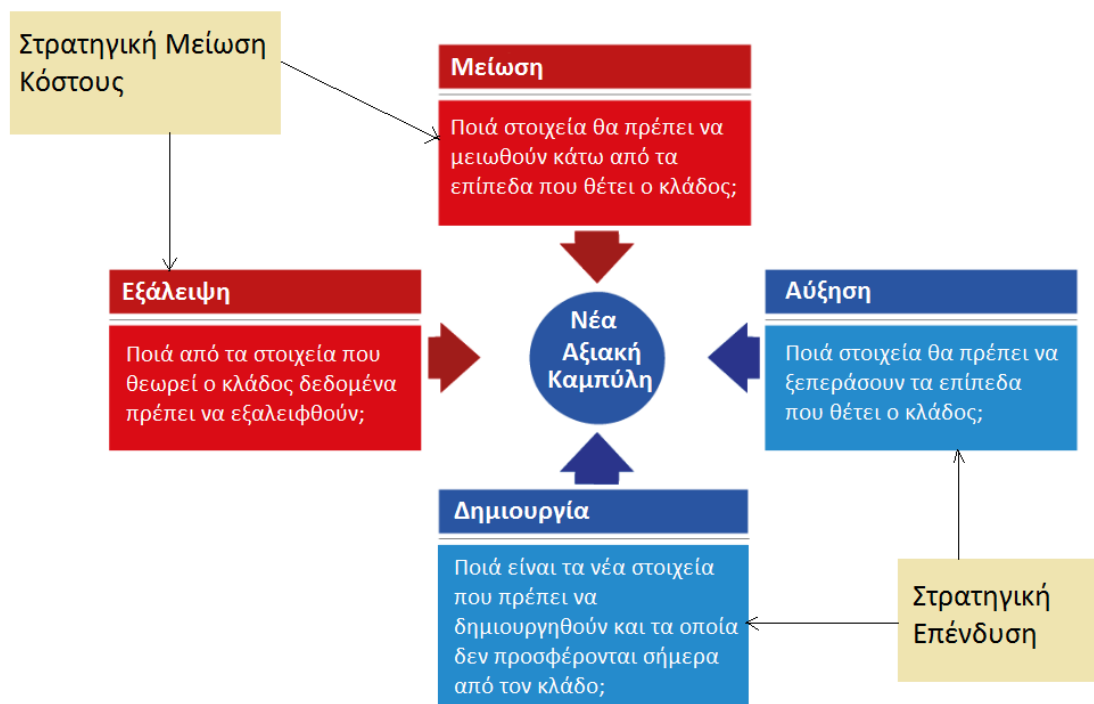 Στρατηγική Μείωση
Κόστους
Μείωση
Ποιά στοιχεία θα πρέπει να
μειωθούν κάτω από τα
επίπεδα που θέτει ο κλάδος;
Εξάλειψη
Ποιά από τα στοιχεία που
θεωρεί ο κλάδος δεδομένα
πρέπει να εξαλειφθούν;
Νέα
Αξιακή
Καμπύλη
Αύξηση
Ποιά στοιχεία θα πρέπει να
ξεπεράσουν τα επίπεδα
που θέτει ο κλάδος;
Δημιουργία
Ποιά είναι τα νέα στοιχεία
που πρέπει να
δημιουργηθούν και τα οποία
δεν προσφέρονται σήμερα
από τον κλάδο;
Στρατηγική
Επένδυση